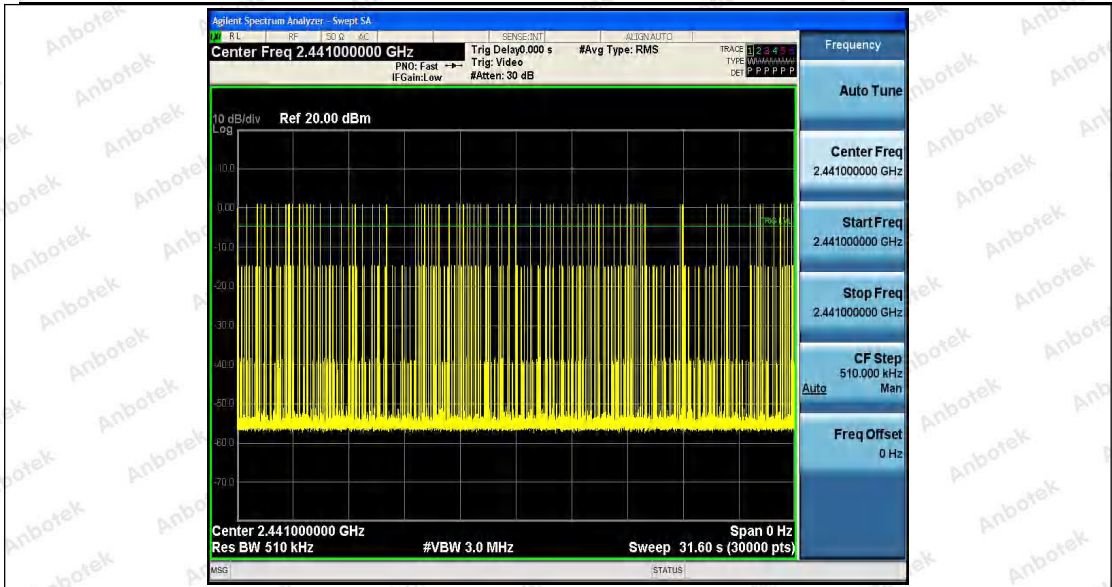 Agilent Spectrum Analyzer - Swept SA
RL RF 50 Ω AC SENSE:INT ALIGNAUTO
Center Freq 2.441000000 GHz
PNO: Fast
IFGain:Low
Trig Delay0.000 s
Trig: Video
#Atten: 30 dB
#Avg Type: RMS
TRACE 1 2 3 4 5 6
TYPE
DET P P P P P P
10 dB/div Ref 20.00 dBm
Log
10.0
0.00
TRIG LVL
-10.0
-20.0
-30.0
-40.0
-50.0
-60.0
-70.0
Center 2.441000000 GHz
Span 0 Hz
Res BW 510 kHz
#VBW 3.0 MHz
Sweep 31.60 s (30000 pts)
MSG
STATUS
Frequency
Auto Tune
Center Freq
2.441000000 GHz
Start Freq
2.441000000 GHz
Stop Freq
2.441000000 GHz
CF Step
510.000 kHz
Auto Man
Freq Offset
0 Hz
Anbotek